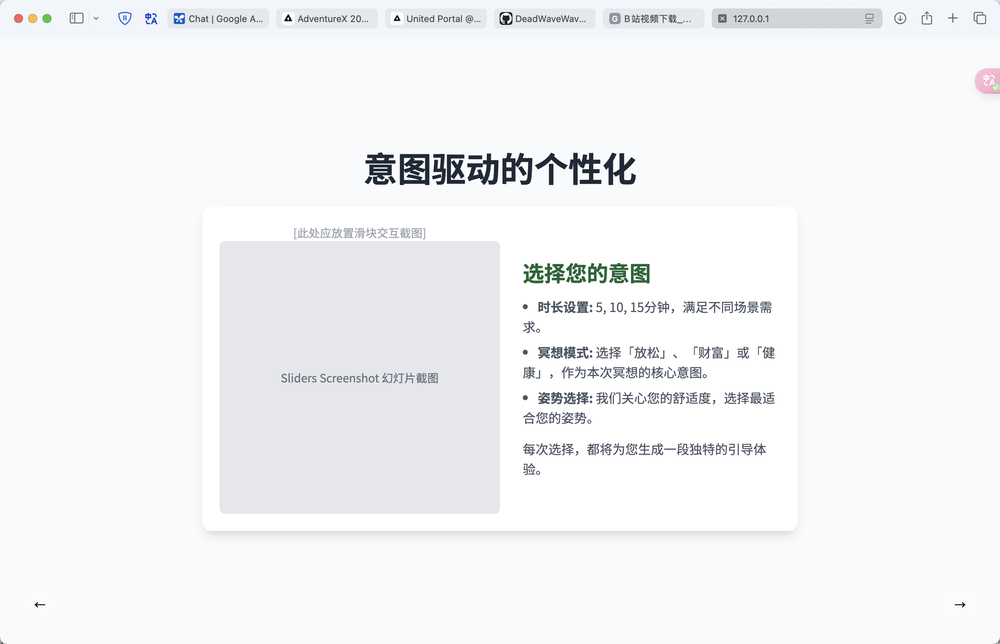 Chat | Google A...
AdventureX 20...
United Portal @...
DeadWaveWav...
B站视频下载_...
127.0.0.1
意图驱动的个性化
[此处应放置滑块交互截图]
Sliders Screenshot 幻灯片截图
选择您的意图
• 时长设置: 5, 10, 15分钟，满足不同场景需
求。
• 冥想模式: 选择「放松」、「财富」或「健
康」，作为本次冥想的核心意图。
• 姿势选择: 我们关心您的舒适度，选择最适
合您的姿势。
每次选择，都将为您生成一段独特的引导体
验。
← →